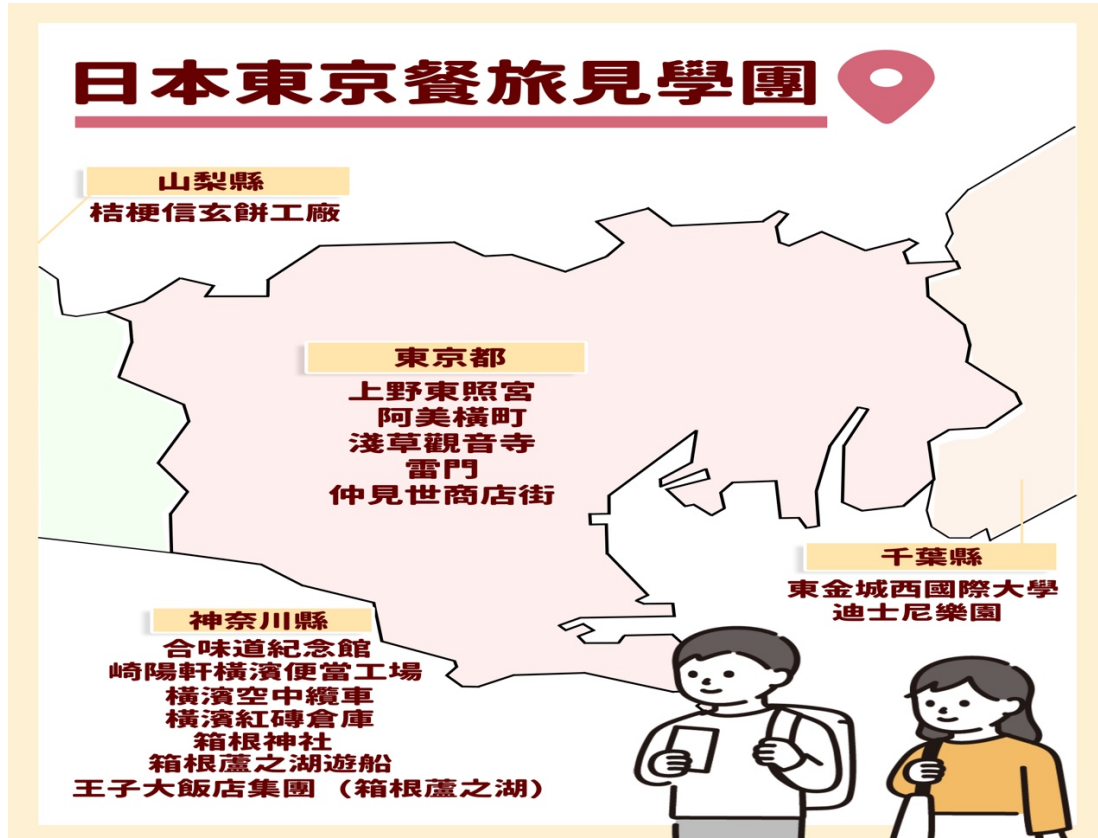 日本東京餐旅見學團
山梨縣
桔梗信玄餅工廠
東京都
上野東照宮
阿美橫町
淺草觀音寺
雷門
仲見世商店街
千葉縣
東金城西國際大學
迪士尼樂園
神奈川縣
合味道紀念館
崎陽軒橫濱便當工場
橫濱空中纜車
橫濱紅磚倉庫
箱根神社
箱根蘆之湖遊船
王子大飯店集團（箱根蘆之湖）